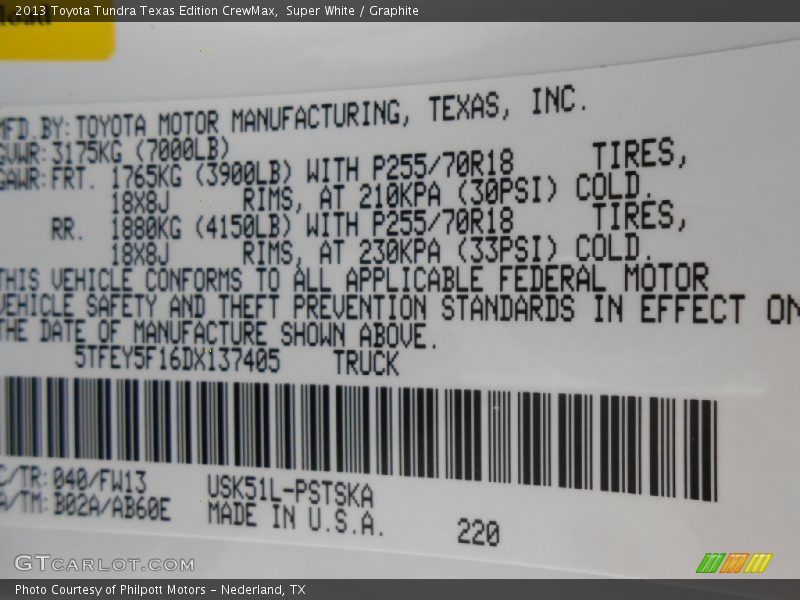 2013 Toyota Tundra Texas Edition CrewMax, Super White / Graphite
MFD.BY:TOYOTA MOTOR MANUFACTURING, TEXAS, INC.
GVWR:3175KG (7000LB)
GAWR:FRT. 1765KG (3900LB) WITH P255/70R18 TIRES,
18X8J RIMS, AT 210KPA (30PSI) COLD.
RR. 1880KG (4150LB) WITH P255/70R18 TIRES,
18X8J RIMS, AT 230KPA (33PSI) COLD.
THIS VEHICLE CONFORMS TO ALL APPLICABLE FEDERAL MOTOR
VEHICLE SAFETY AND THEFT PREVENTION STANDARDS IN EFFECT ON
THE DATE OF MANUFACTURE SHOWN ABOVE.
5TFEY5F16DX137405 TRUCK
C/TR:040/FW13 USK51L-PSTSKA
A/TM:B02A/AB60E MADE IN U.S.A. 220
GTCARLOT.COM
Photo Courtesy of Philpott Motors - Nederland, TX